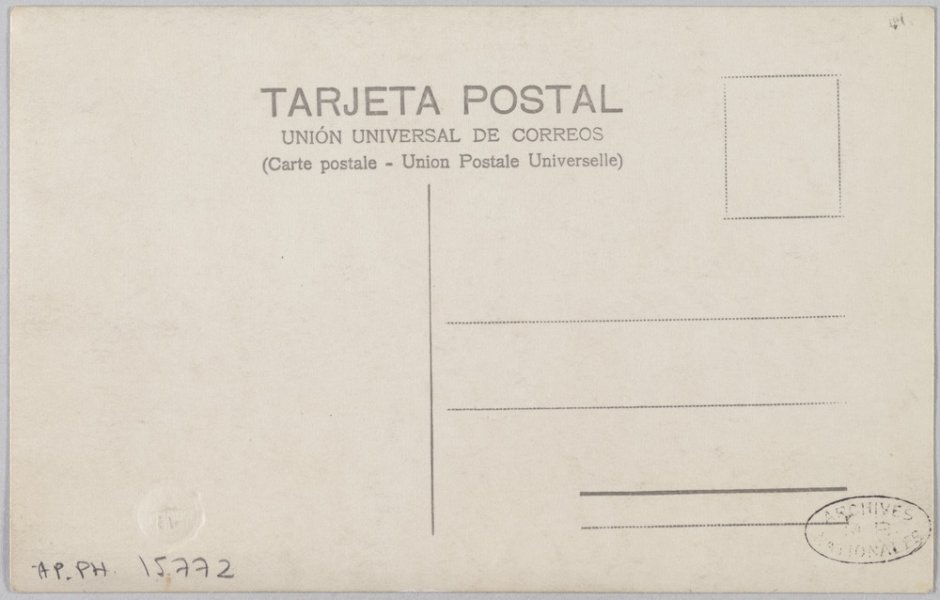 TARJETA POSTAL
UNIÓN UNIVERSAL DE CORREOS
(Carte postale - Union Postale Universelle)
ARCHIVES
NATIONALES
AP. PH. 15772